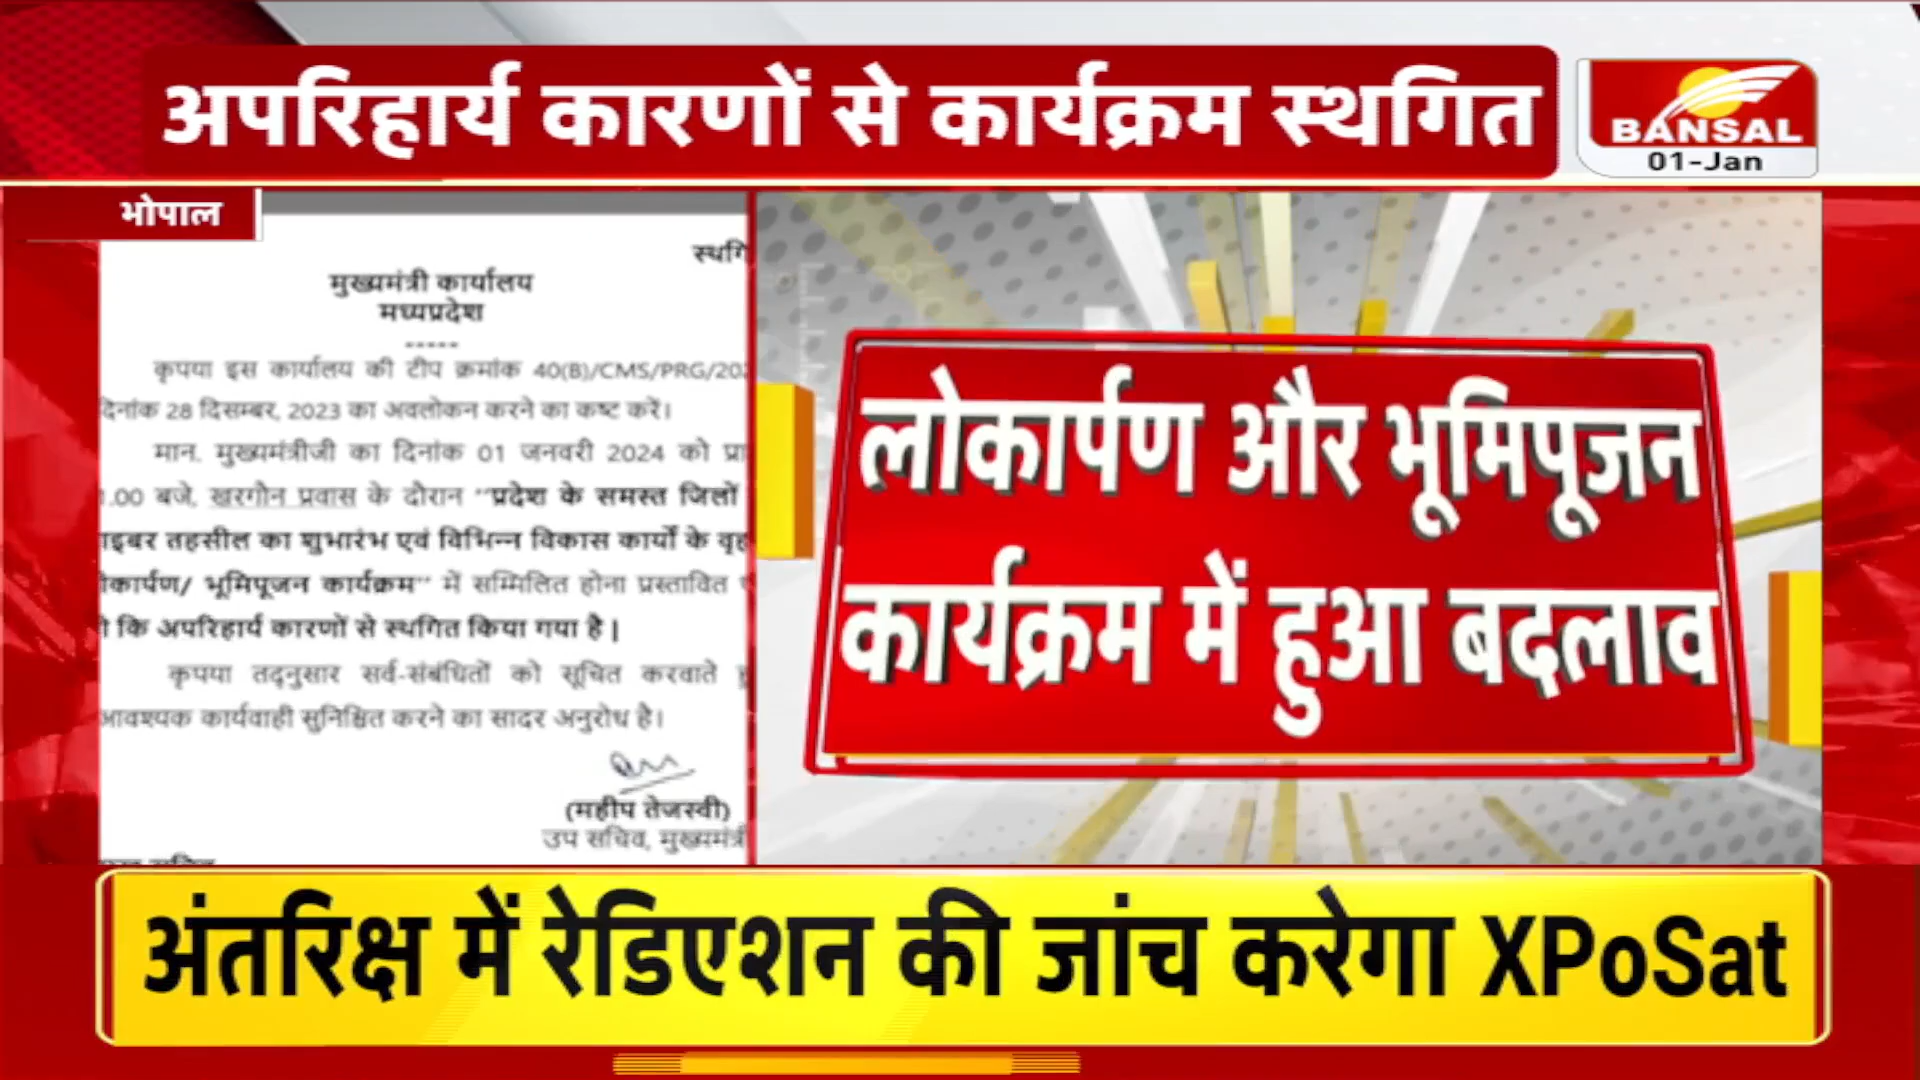 अपरिहार्य कारणों से कार्यक्रम स्थगित
BANSAL
01-Jan
भोपाल
मुख्यमंत्री कार्यालय
मध्यप्रदेश
-----
कृपया इस कार्यालय की टीप क्रमांक 40(B)/CMS/PRG/202
दिनांक 28 दिसम्बर, 2023 का अवलोकन करने का कष्ट करें।
मान. मुख्यमंत्रीजी का दिनांक 01 जनवरी 2024 को
.00 बजे, खरगौन प्रवास के दौरान "प्रदेश के समस्त जिलों
तहसील का शुभारंभ एवं विभिन्न विकास कार्यों के
भूमिपूजन कार्यक्रम" में सम्मिलित होना प्रस्तावित
कि अपरिहार्य कारणों से स्थगित किया गया है |
कृपया तद्नुसार सर्व-संबंधितों को सूचित करवाते
आवश्यक कार्यवाही सुनिश्चित करने का सादर अनुरोध है।
(महीप तेजस्वी)
उप सचिव, मुख्यमंत्री
लोकार्पण और भूमिपूजन
कार्यक्रम में हुआ बदलाव
अंतरिक्ष में रेडिएशन की जांच करेगा XPoSat